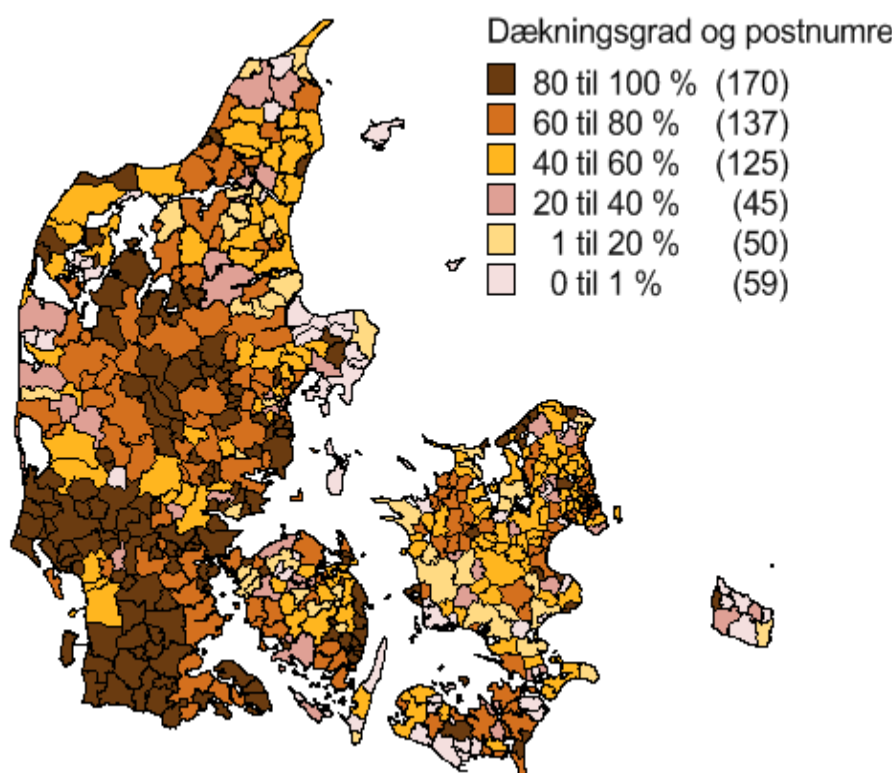 Dækningsgrad og postnumre
80 til 100 % (170)
60 til 80 % (137)
40 til 60 % (125)
20 til 40 % (45)
1 til 20 % (50)
0 til 1 % (59)